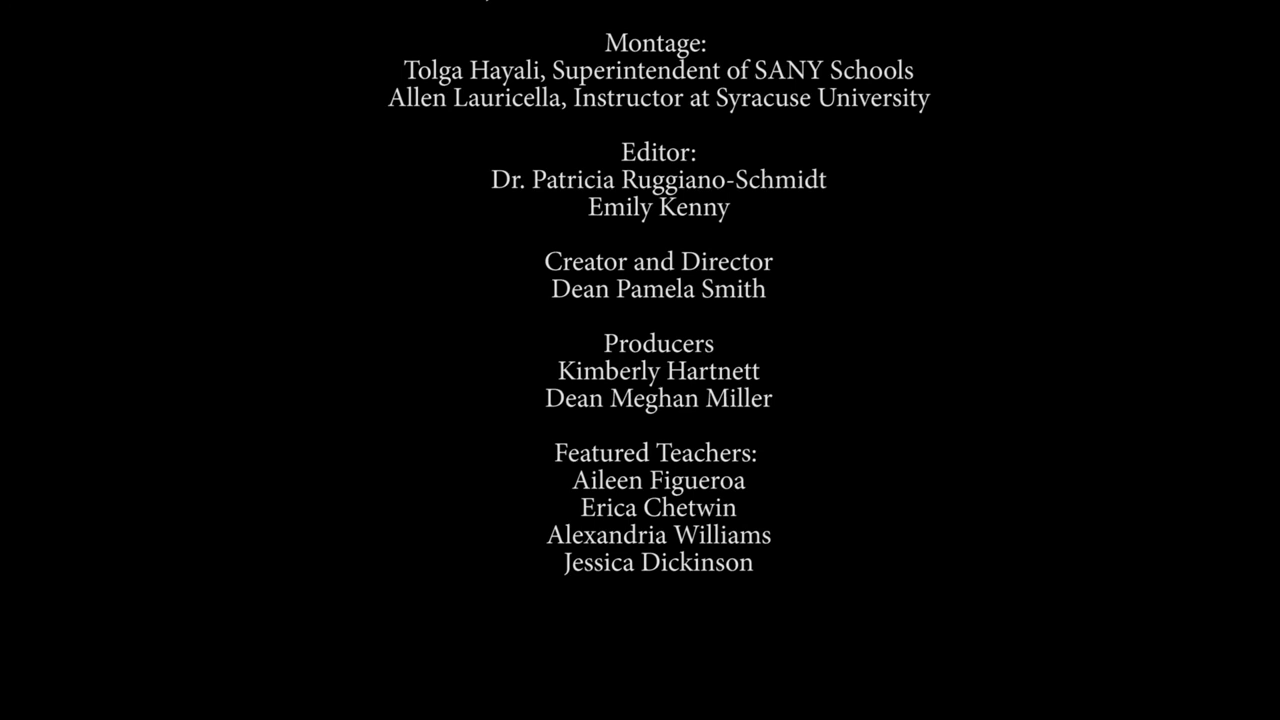 Montage:
Tolga Hayali, Superintendent of SANY Schools
Allen Lauricella, Instructor at Syracuse University
Editor:
Dr. Patricia Ruggiano-Schmidt
Emily Kenny
Creator and Director
Dean Pamela Smith
Producers
Kimberly Hartnett
Dean Meghan Miller
Featured Teachers:
Aileen Figueroa
Erica Chetwin
Alexandria Williams
Jessica Dickinson